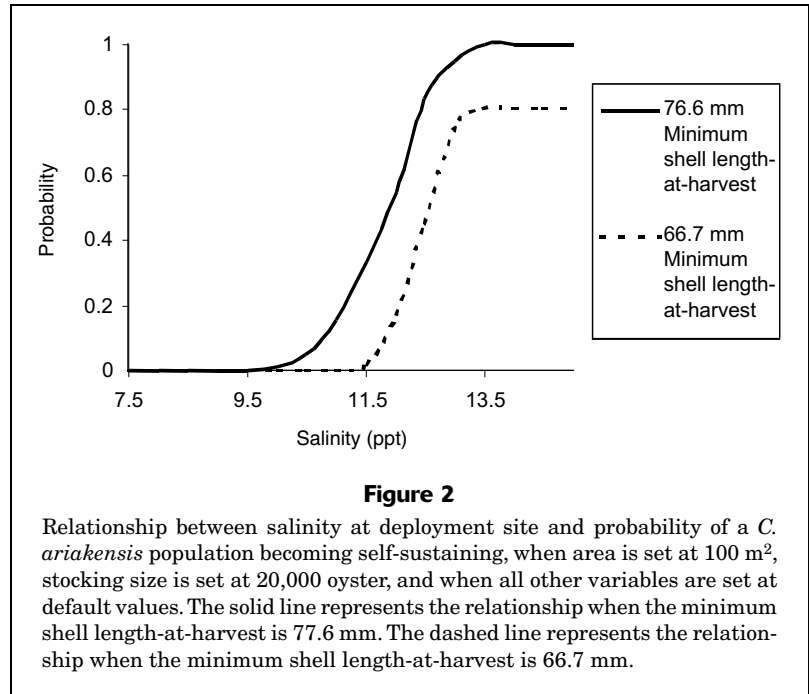 1
0.8
0.6
0.4
0.2
0
Probability
7.5 9.5 11.5 13.5
Salinity (ppt)
76.6 mm
Minimum
shell length-
at-harvest
66.7 mm
Minimum
shell length-
at-harvest
Figure 2
Relationship between salinity at deployment site and probability of a C.
ariakensis population becoming self-sustaining, when area is set at 100 m²,
stocking size is set at 20,000 oyster, and when all other variables are set at
default values. The solid line represents the relationship when the minimum
shell length-at-harvest is 77.6 mm. The dashed line represents the relation-
ship when the minimum shell length-at-harvest is 66.7 mm.